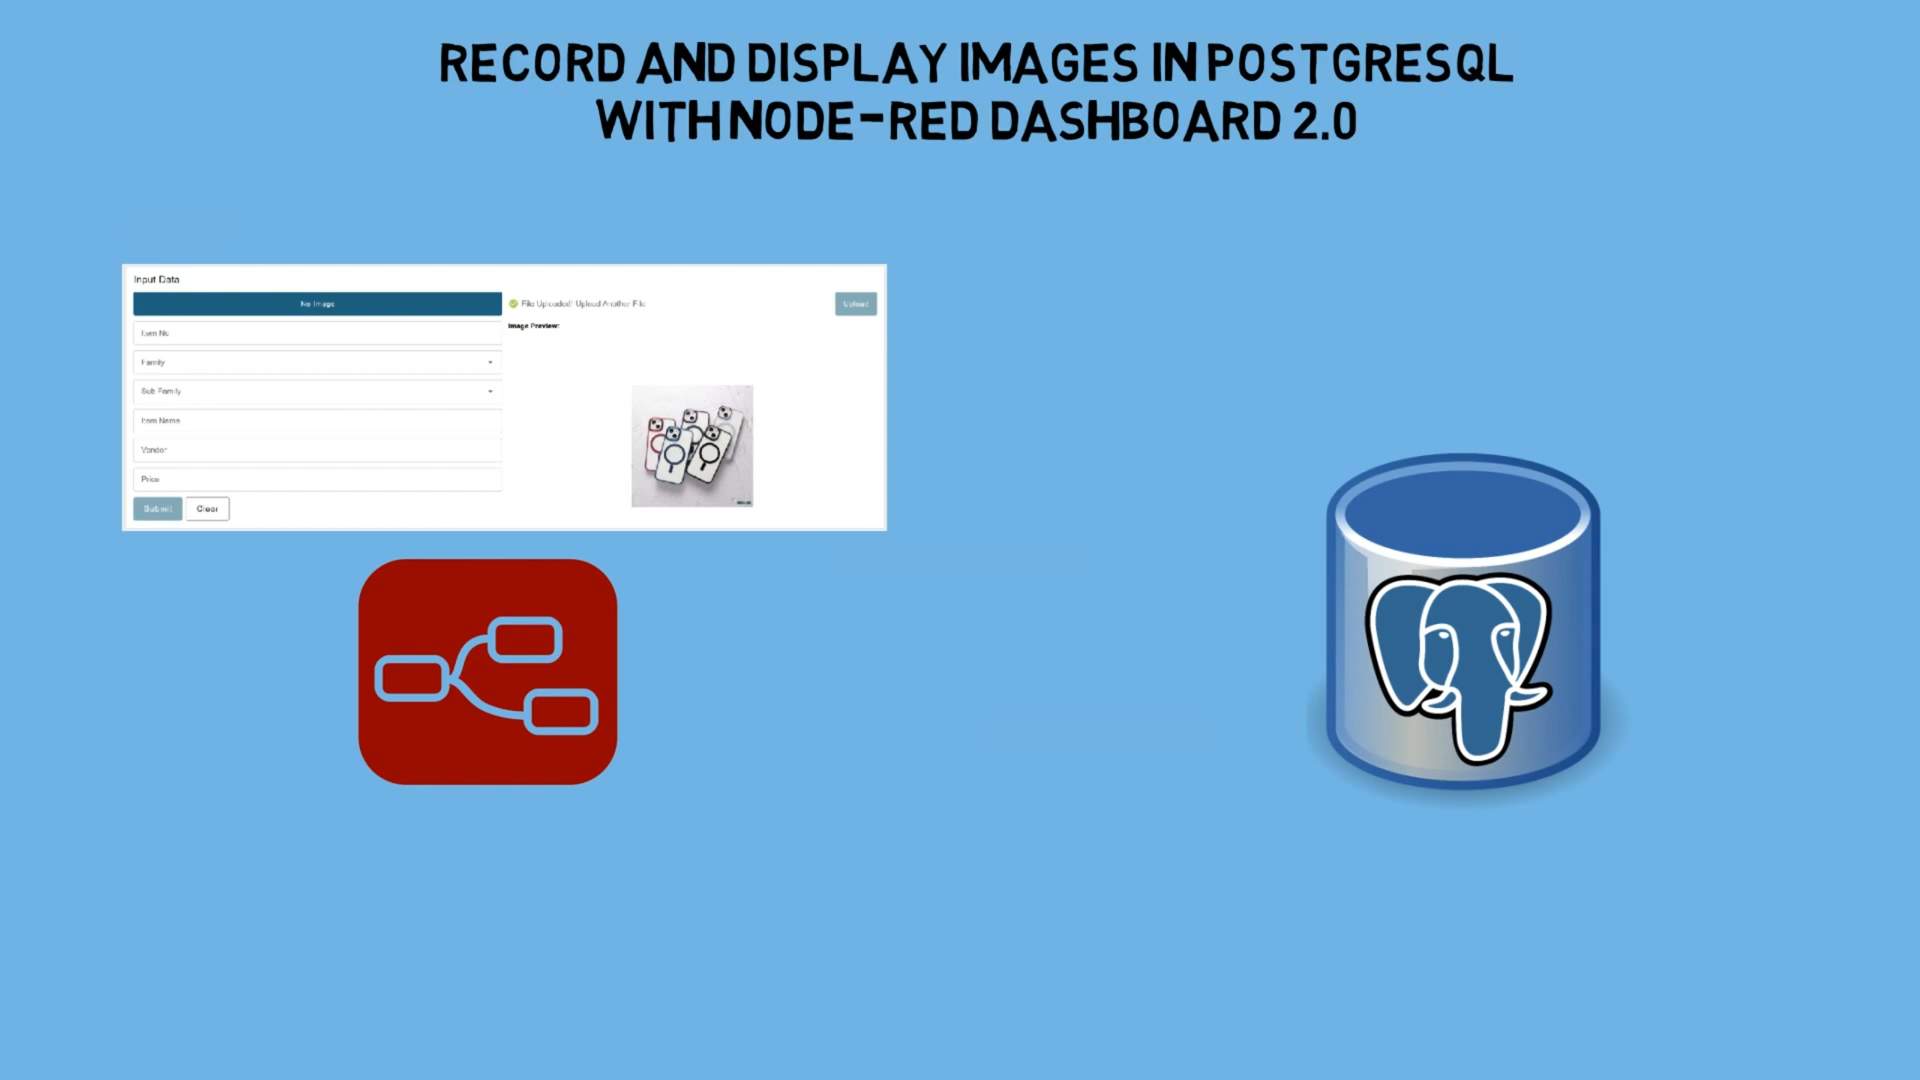 RECORD AND DISPLAY IMAGES IN POSTGRESQL
WITH NODE-RED DASHBOARD 2.0
Input Data
No Image
File Uploaded! Upload Another File
Upload
Image Preview:
Item No
Family
Sub Family
Item Name
Vendor
Price
Submit
Clear